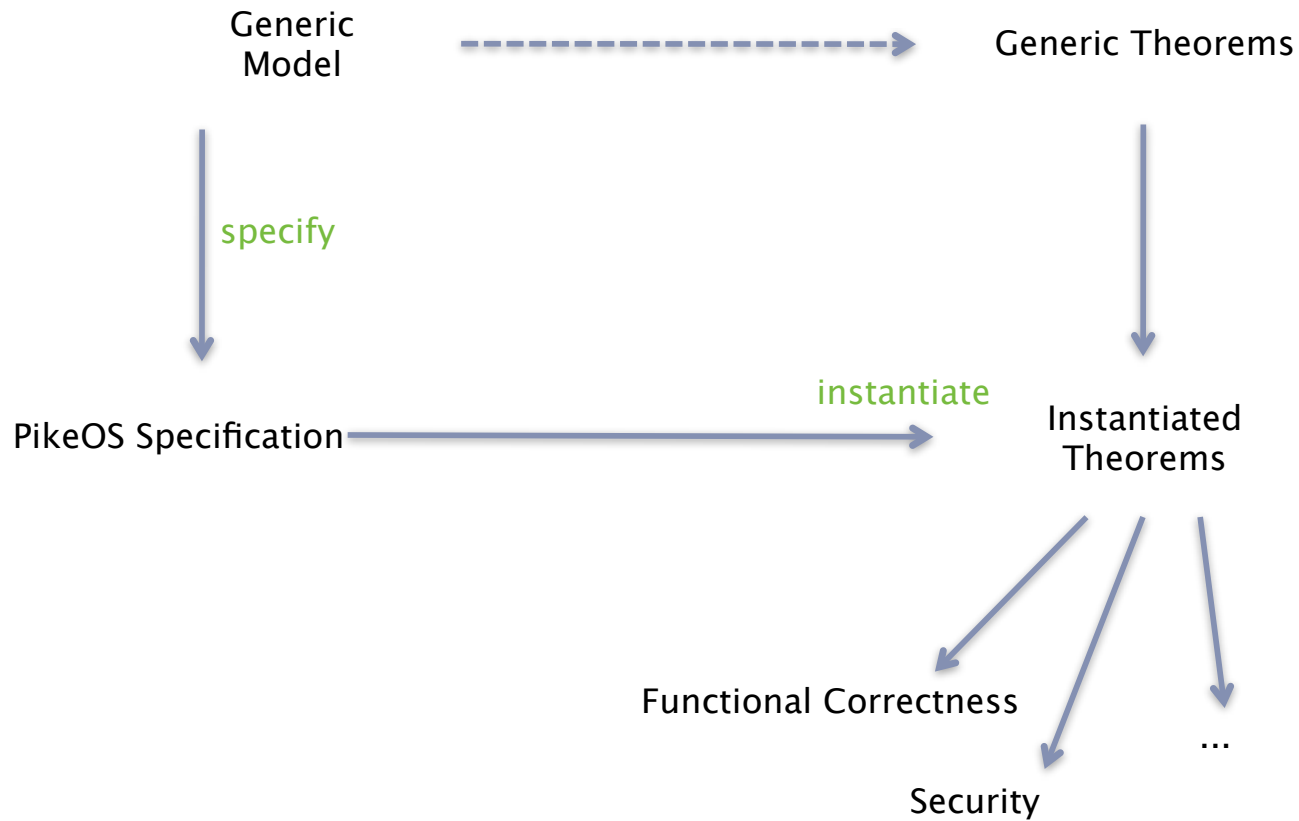 Generic
Model
Generic Theorems
specify
instantiate
PikeOS Specification
Instantiated
Theorems
Functional Correctness
...
Security